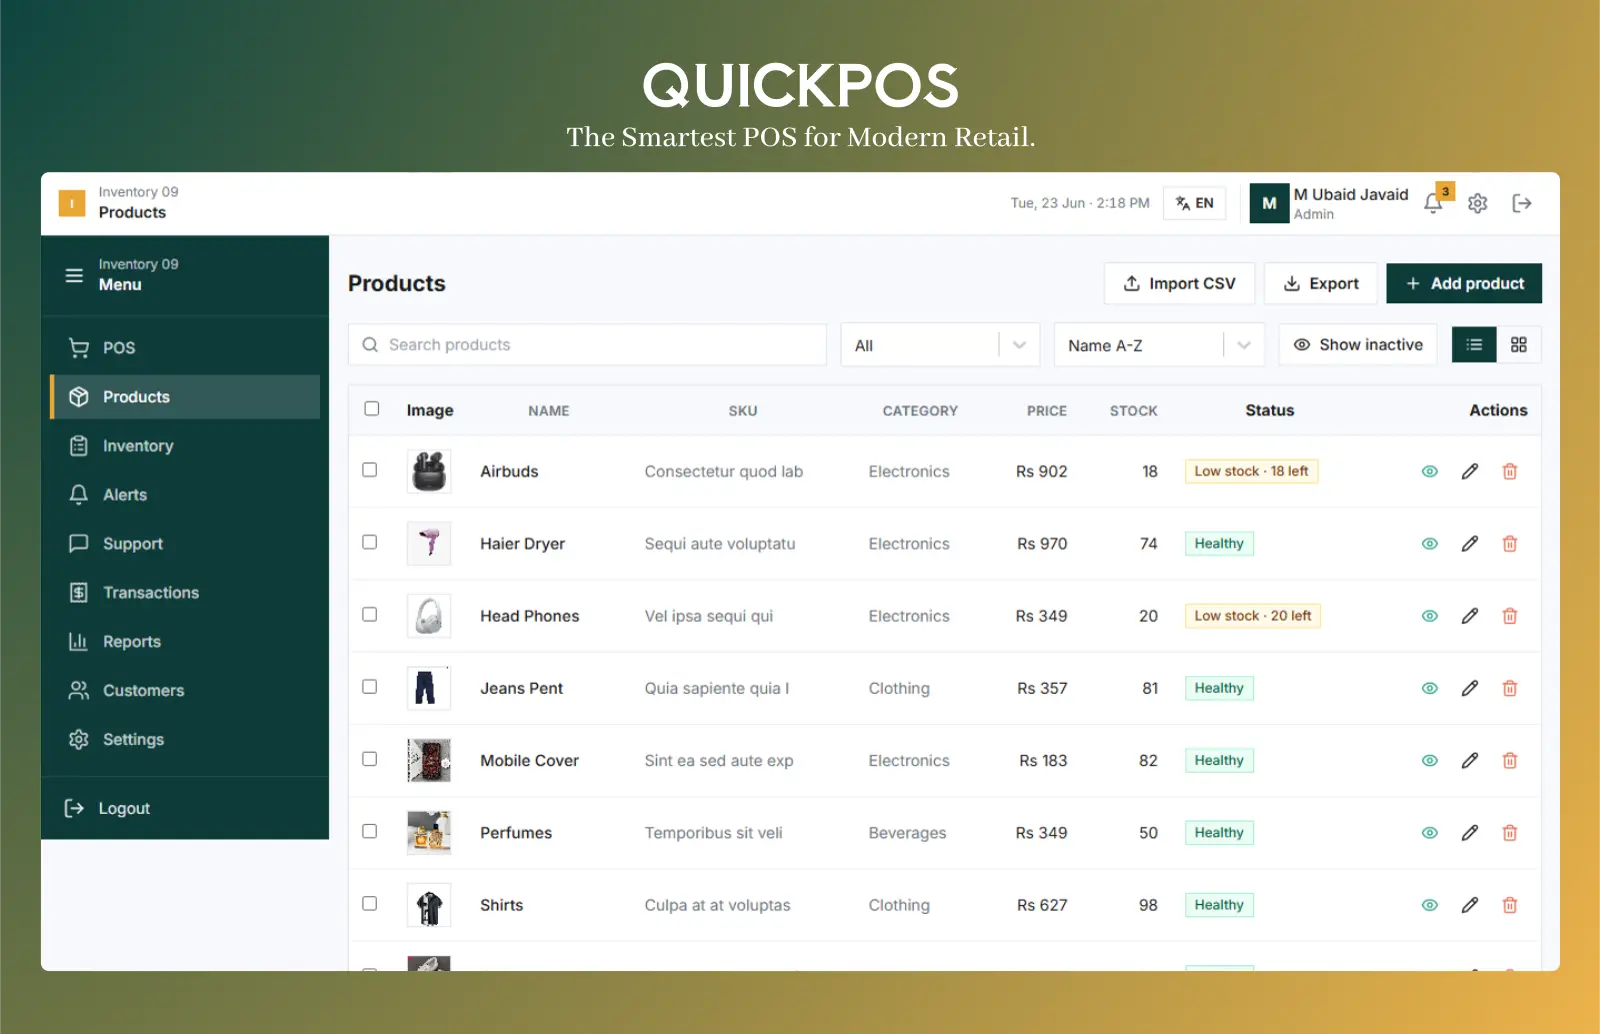 QUICKPOS
The Smartest POS for Modern Retail.
I
Inventory 09
Products
Tue, 23 Jun · 2:18 PM
EN
M
M Ubaid Javaid
Admin
3
Inventory 09
Menu
POS
Products
Inventory
Alerts
Support
Transactions
Reports
Customers
Settings
Logout
Products
Import CSV
Export
+ Add product
Search products
All
Name A-Z
Show inactive
Image NAME SKU CATEGORY PRICE STOCK Status Actions
Airbuds Consectetur quod lab Electronics Rs 902 18 Low stock · 18 left
Haier Dryer Sequi aute voluptatu Electronics Rs 970 74 Healthy
Head Phones Vel ipsa sequi qui Electronics Rs 349 20 Low stock · 20 left
Jeans Pent Quia sapiente quia l Clothing Rs 357 81 Healthy
Mobile Cover Sint ea sed aute exp Electronics Rs 183 82 Healthy
Perfumes Temporibus sit veli Beverages Rs 349 50 Healthy
Shirts Culpa at at voluptas Clothing Rs 627 98 Healthy